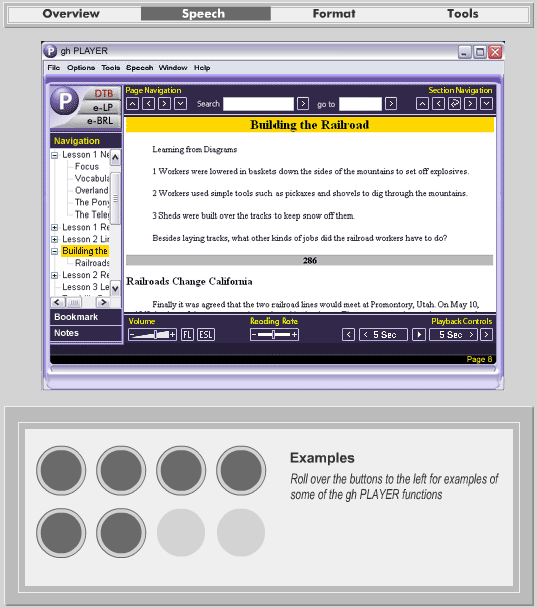 Overview Speech Format Tools
gh PLAYER
File Options Tools Speech Window Help
P DTB
e-LP
e-BRL
Page Navigation Section Navigation
Search go to
Navigation
Lesson 1 Ne
Focus
Vocabula
Overland
The Pony
The Teleg
Lesson 1 Re
Lesson 2 Lin
Building the
Railroads
Lesson 2 Re
Lesson 3 Le
Bookmark
Notes
Building the Railroad
Learning from Diagrams
1 Workers were lowered in baskets down the sides of the mountains to set off explosives.
2 Workers used simple tools such as pickaxes and shovels to dig through the mountains.
3 Sheds were built over the tracks to keep snow off them.
Besides laying tracks, what other kinds of jobs did the railroad workers have to do?
286
Railroads Change California
Finally it was agreed that the two railroad lines would meet at Promontory, Utah. On May 10,
Volume Reading Rate Playback Controls
FL ESL 5 Sec 5 Sec
Page 8
Examples
Roll over the buttons to the left for examples of
some of the gh PLAYER functions